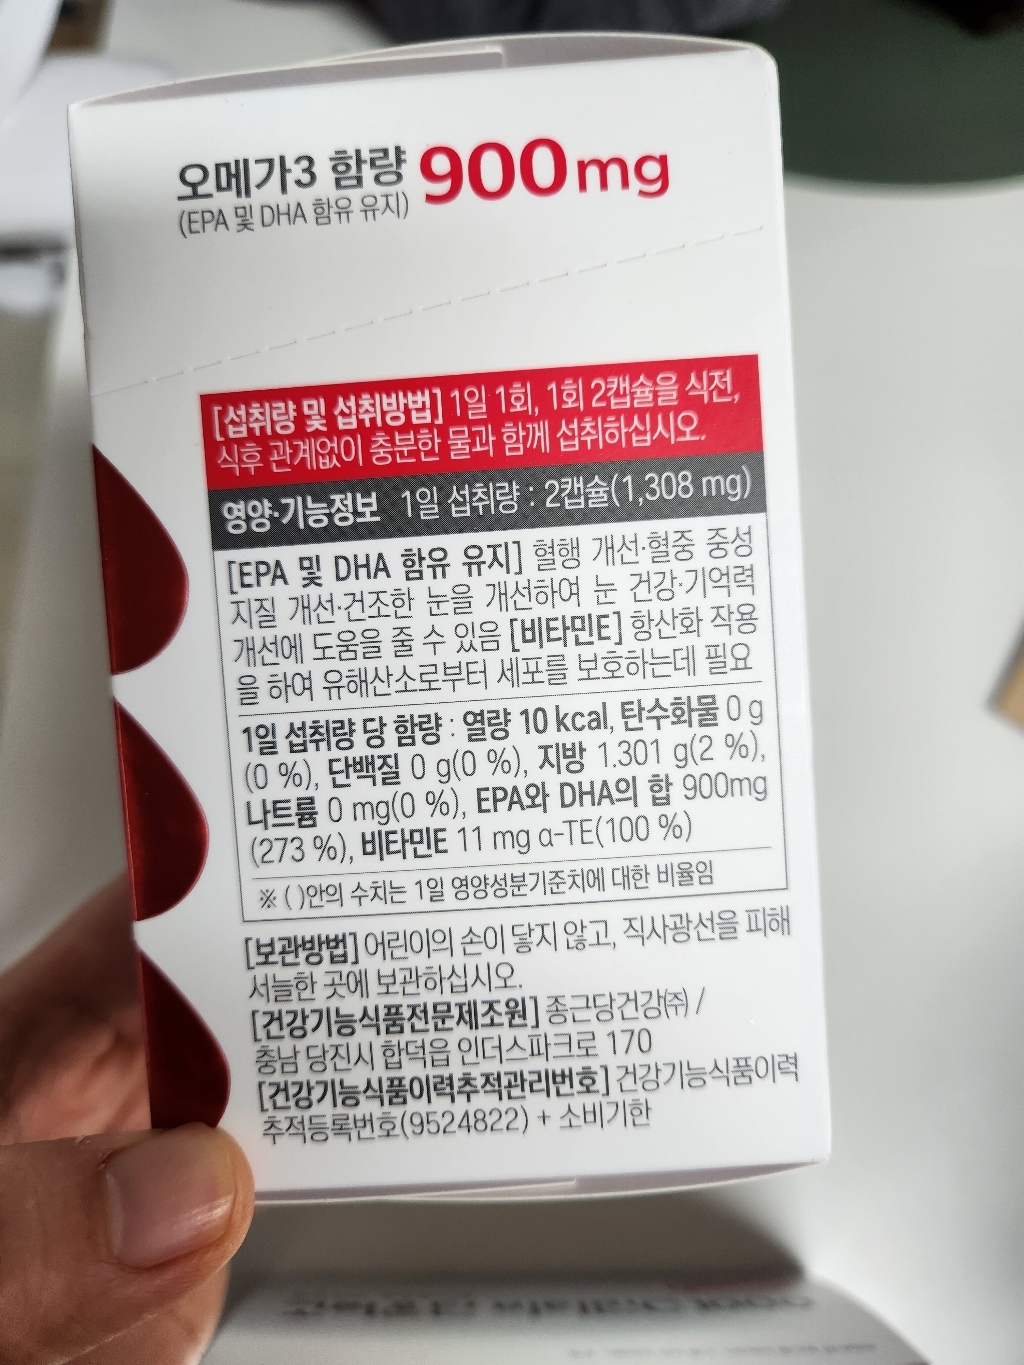 오메가3 함량 900mg
(EPA 및 DHA 함유 유지)
[섭취량 및 섭취방법] 1일 1회, 1회 2캡슐을 식전,
식후 관계없이 충분한 물과 함께 섭취하십시오.
영양·기능정보 1일 섭취량 : 2캡슐(1,308 mg)
[EPA 및 DHA 함유 유지] 혈행 개선·혈중 중성
지질 개선·건조한 눈을 개선하여 눈 건강·기억력
개선에 도움을 줄 수 있음 [비타민E] 항산화 작용
을 하여 유해산소로부터 세포를 보호하는데 필요
1일 섭취량 당 함량 : 열량 10 kcal, 탄수화물 0 g
(0 %), 단백질 0 g(0 %), 지방 1.301 g(2 %),
나트륨 0 mg(0 %), EPA와 DHA의 합 900mg
(273 %), 비타민E 11 mg α-TE(100 %)
※ ( )안의 수치는 1일 영양성분기준치에 대한 비율임
[보관방법] 어린이의 손이 닿지 않고, 직사광선을 피해
서늘한 곳에 보관하십시오.
[건강기능식품전문제조원] 종근당건강㈜ /
충남 당진시 합덕읍 인더스파크로 170
[건강기능식품이력추적관리번호] 건강기능식품이력
추적등록번호(9524822) + 소비기한